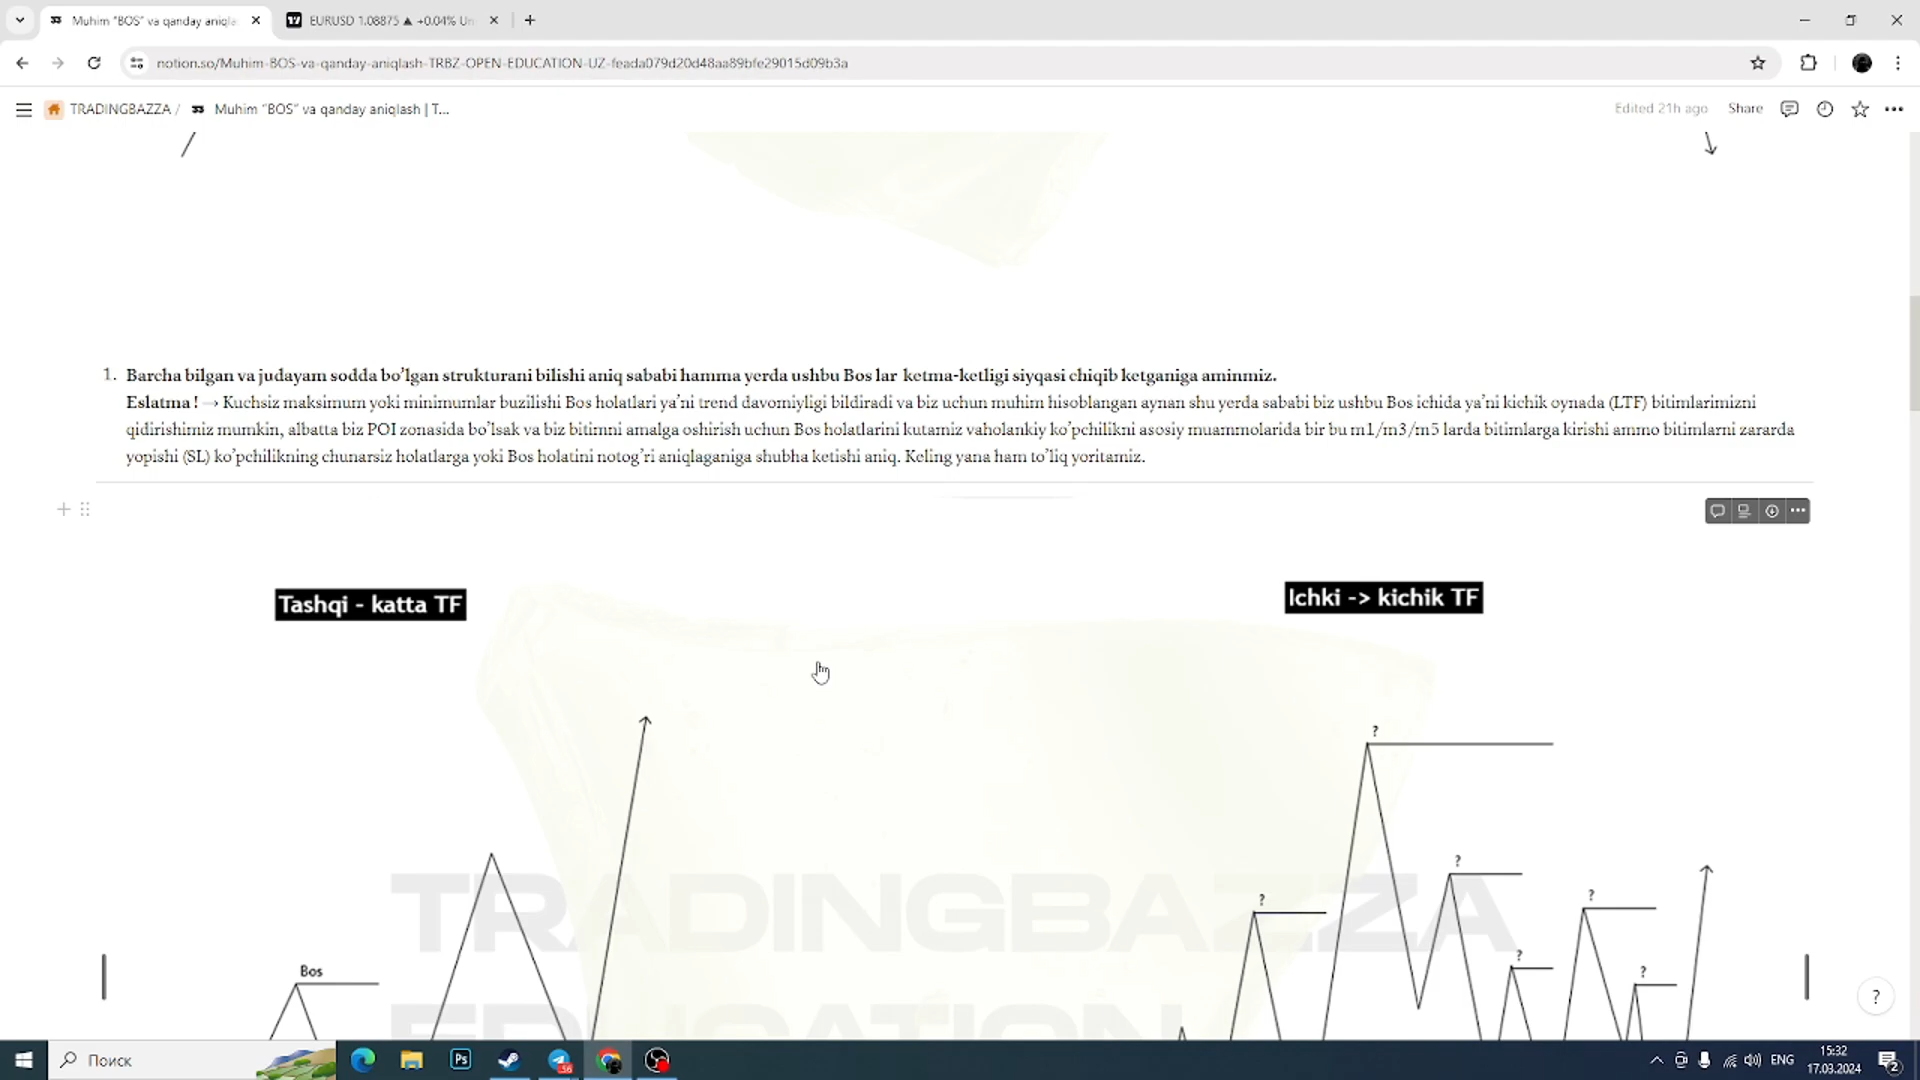 Muhim "BOS" va qanday aniqla
EURUSD 1.08875 ▲ +0.04% Un
notion.so/Muhim-BOS-va-qanday-aniqlash-TRBZ-OPEN-EDUCATION-UZ-feada079d20d48aa89bfe29015d09b3a
TRADINGBAZZA / Muhim "BOS" va qanday aniqlash | T...
Edited 21h ago Share
1. Barcha bilgan va judayam sodda bo'lgan strukturani bilishi aniq sababi hamma yerda ushbu Bos lar ketma-ketligi siyqasi chiqib ketganiga aminmiz.
Eslatma ! → Kuchsiz maksimum yoki minimumlar buzilishi Bos holatlari ya'ni trend davomiyligi bildiradi va biz uchun muhim hisoblangan aynan shu yerda sababi biz ushbu Bos ichida ya'ni kichik oynada (LTF) bitimlarimizni
qidirishimiz mumkin, albatta biz POI zonasida bo'lsak va biz bitimni amalga oshirish uchun Bos holatlarini kutamiz vaholankiy ko'pchilikni asosiy muammolarida bir bu m1/m3/m5 larda bitimlarga kirishi ammo bitimlarni zararda
yopishi (SL) ko'pchilikning chunarsiz holatlarga yoki Bos holatini notog'ri aniqlaganiga shubha ketishi aniq. Keling yana ham to'liq yoritamiz.
Tashqi - katta TF
Ichki -> kichik TF
?
?
?
?
?
?
Bos
TRADINGBAZZA
EDUCATION
?
Поиск
Ps
56
ENG
15:32
17.03.2024
2